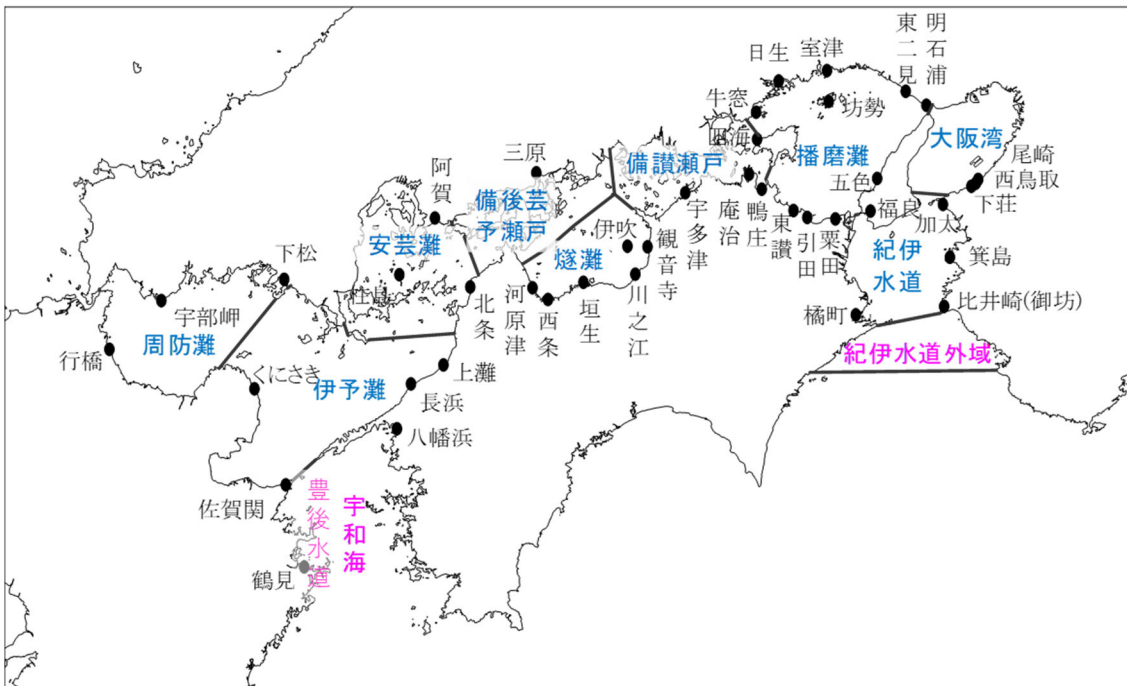 東二見
明石浦
室津
日生
坊勢
牛窓
四海
大阪湾
播磨灘
尾崎
西鳥取
下荘
五色
福良
加太
三原
備讃瀬戸
阿賀
備後芸
予瀬戸
宇多津
庵治
鴨庄
東讃
引田
粟田
紀伊
水道
箕島
安芸灘
伊吹
燧灘
観音寺
下松
北条
河原津
西条
垣生
川之江
橘町
比井崎(御坊)
宇部岬
周防灘
行橋
紀伊水道外域
くにさき
伊予灘
上灘
長浜
八幡浜
佐賀関
豊後水道
宇和海
鶴見